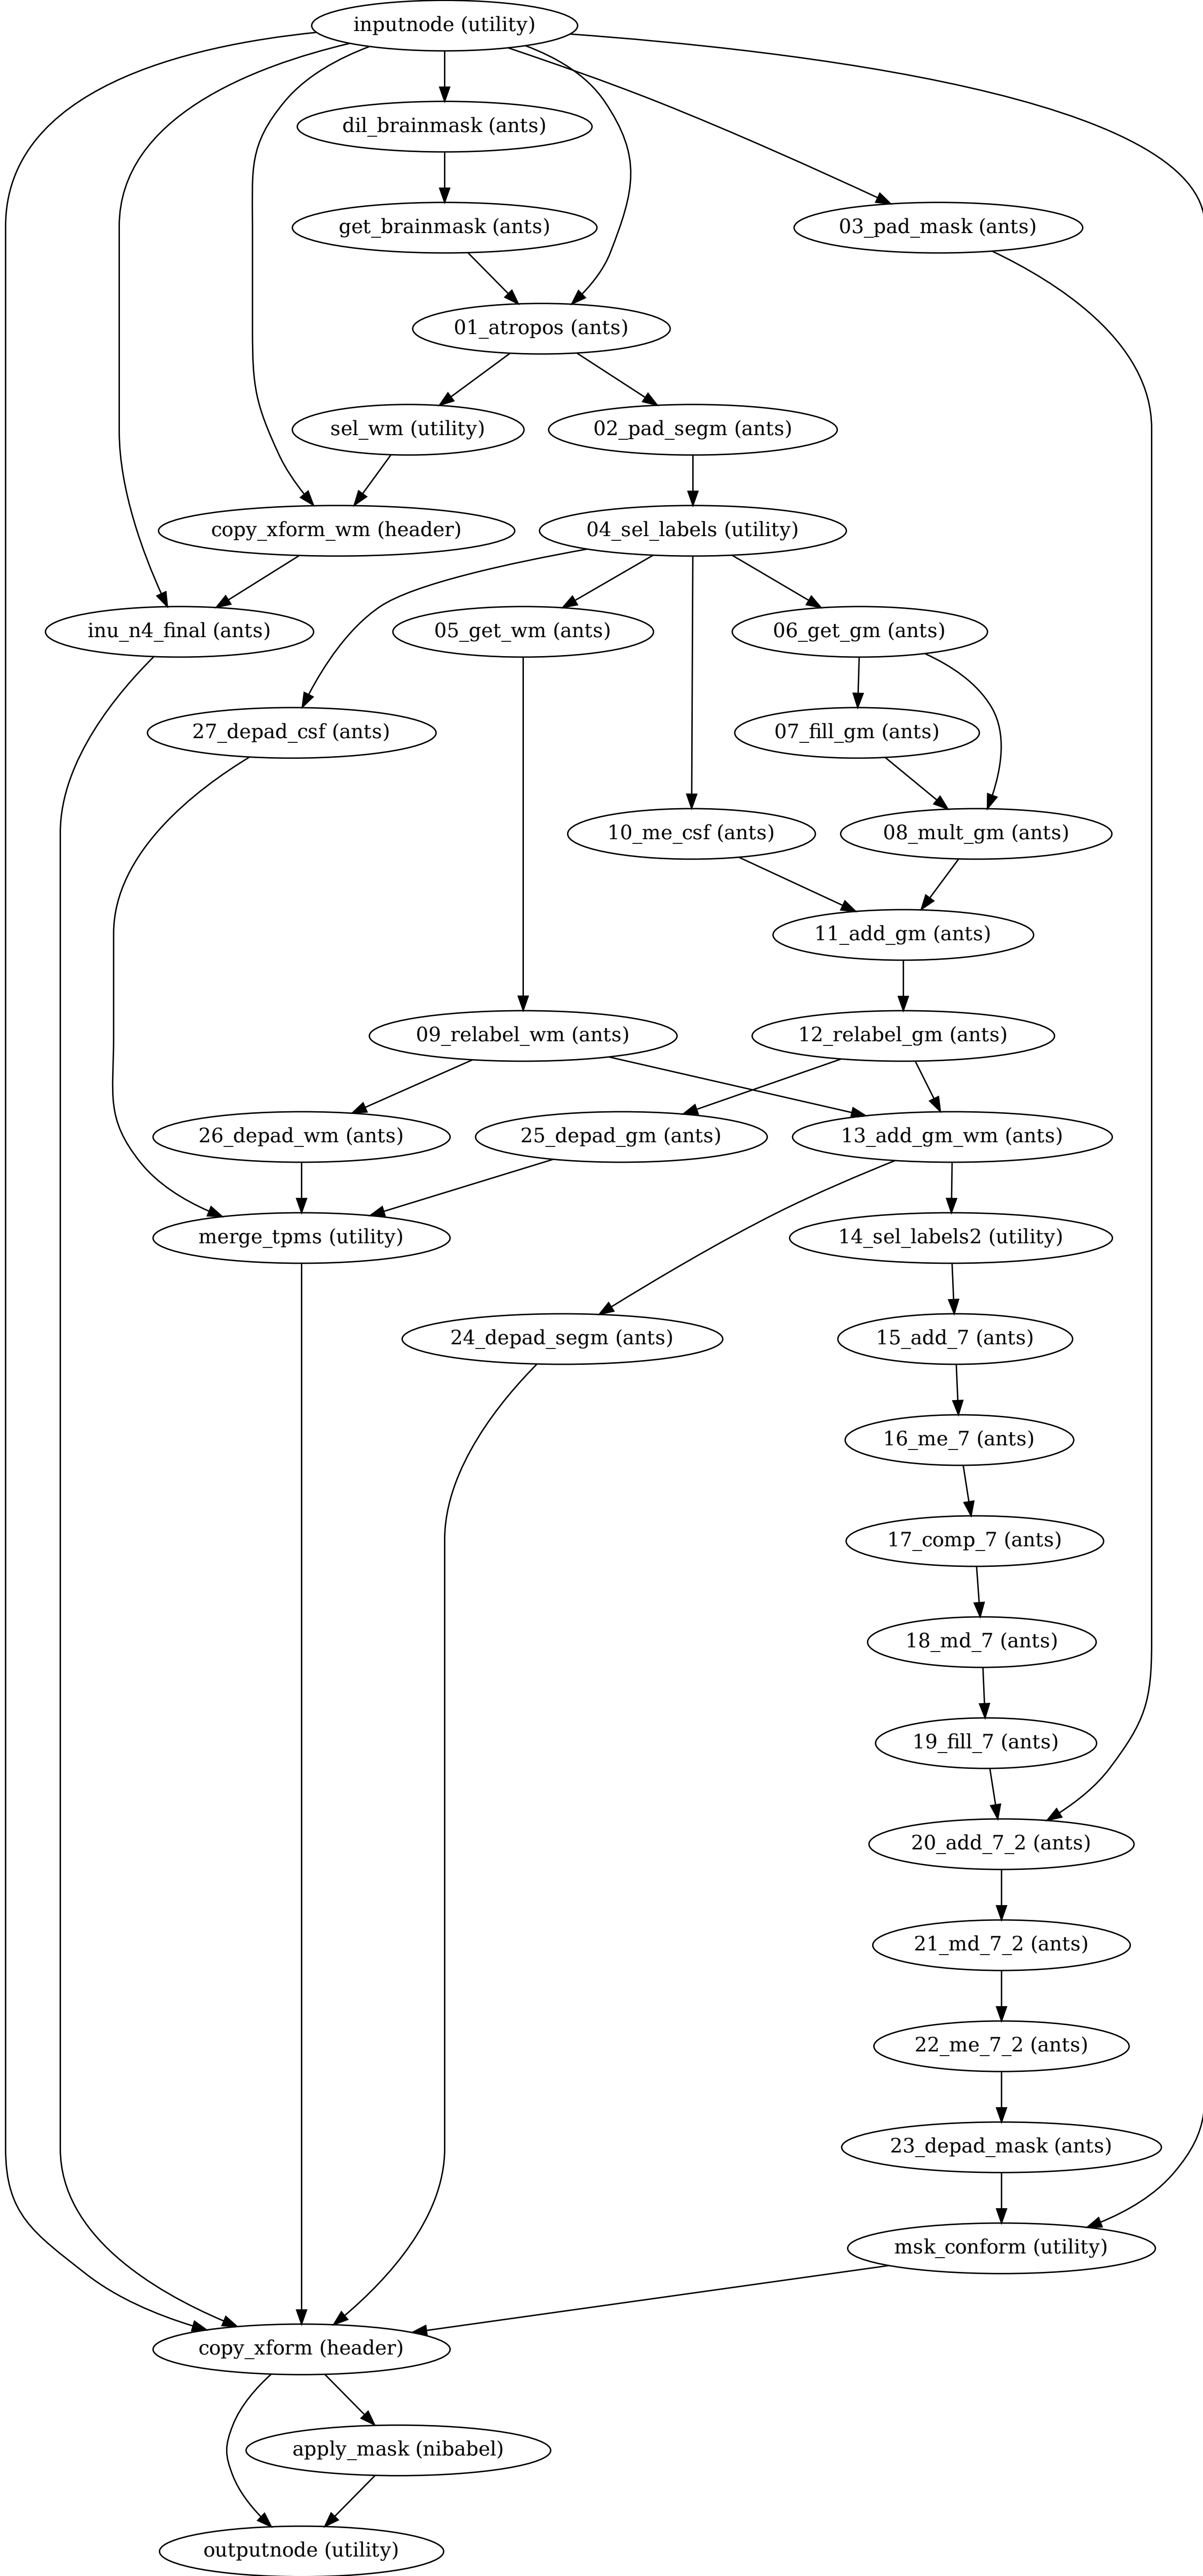 inputnode (utility)
dil_brainmask (ants)
get_brainmask (ants)
03_pad_mask (ants)
01_atropos (ants)
sel_wm (utility)
02_pad_segm (ants)
copy_xform_wm (header)
04_sel_labels (utility)
inu_n4_final (ants)
05_get_wm (ants)
06_get_gm (ants)
27_depad_csf (ants)
07_fill_gm (ants)
10_me_csf (ants)
08_mult_gm (ants)
11_add_gm (ants)
09_relabel_wm (ants)
12_relabel_gm (ants)
26_depad_wm (ants)
25_depad_gm (ants)
13_add_gm_wm (ants)
merge_tpms (utility)
14_sel_labels2 (utility)
24_depad_segm (ants)
15_add_7 (ants)
16_me_7 (ants)
17_comp_7 (ants)
18_md_7 (ants)
19_fill_7 (ants)
20_add_7_2 (ants)
21_md_7_2 (ants)
22_me_7_2 (ants)
23_depad_mask (ants)
msk_conform (utility)
copy_xform (header)
apply_mask (nibabel)
outputnode (utility)